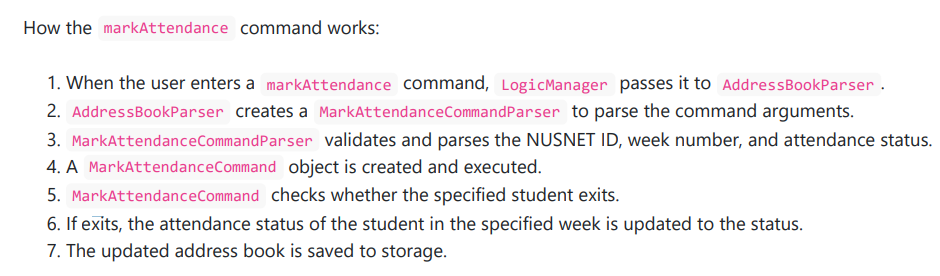 How the markAttendance command works:
1. When the user enters a markAttendance command, LogicManager passes it to AddressBookParser .
2. AddressBookParser creates a MarkAttendanceCommandParser to parse the command arguments.
3. MarkAttendanceCommandParser validates and parses the NUSNET ID, week number, and attendance status.
4. A MarkAttendanceCommand object is created and executed.
5. MarkAttendanceCommand checks whether the specified student exits.
6. If exits, the attendance status of the student in the specified week is updated to the status.
7. The updated address book is saved to storage.